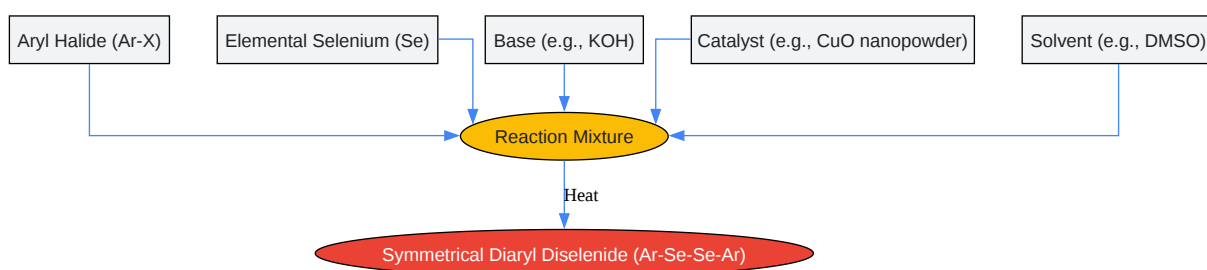 Aryl Halide (Ar-X)
Elemental Selenium (Se)
Base (e.g., KOH)
Catalyst (e.g., CuO nanopowder)
Solvent (e.g., DMSO)
Reaction Mixture
Heat
Symmetrical Diaryl Diselenide (Ar-Se-Se-Ar)